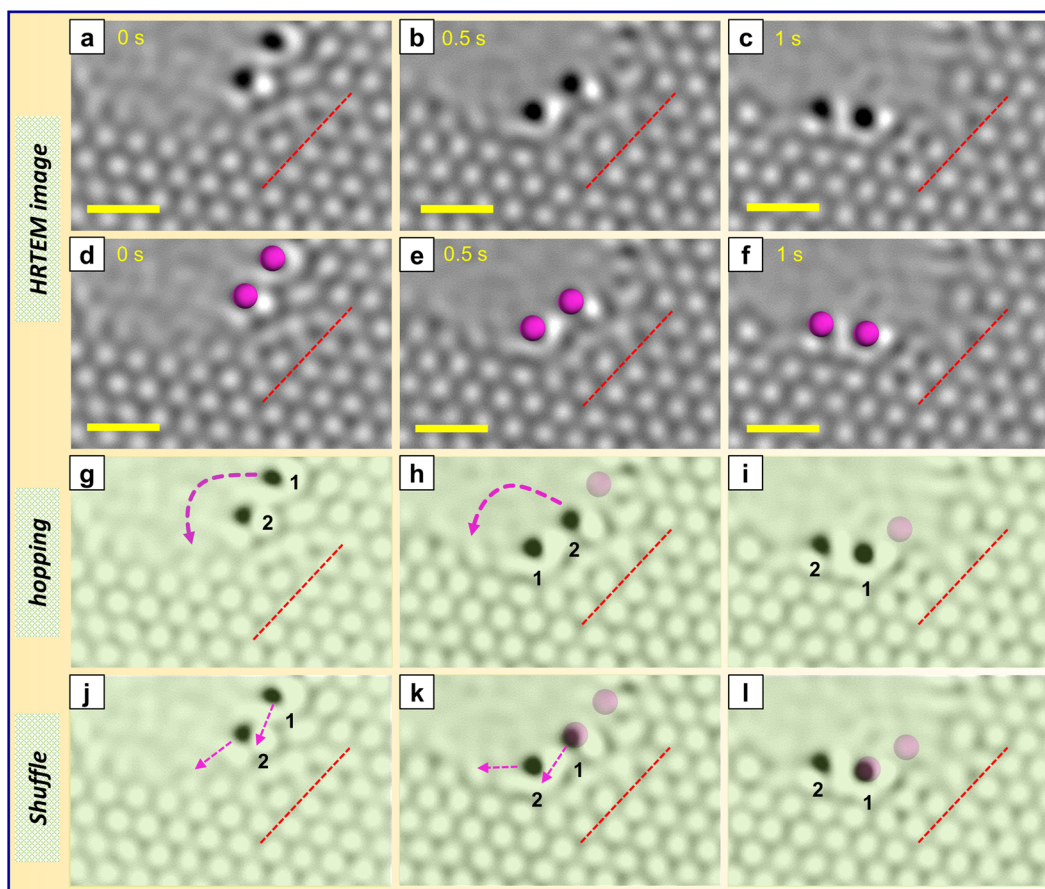 HRTEM image
a 0 s
b 0.5 s
c 1 s
d 0 s
e 0.5 s
f 1 s
hopping
g 1
2
h 2
1
i 2 1
Shuffle
j 1
2
k 1
2
l 2 1